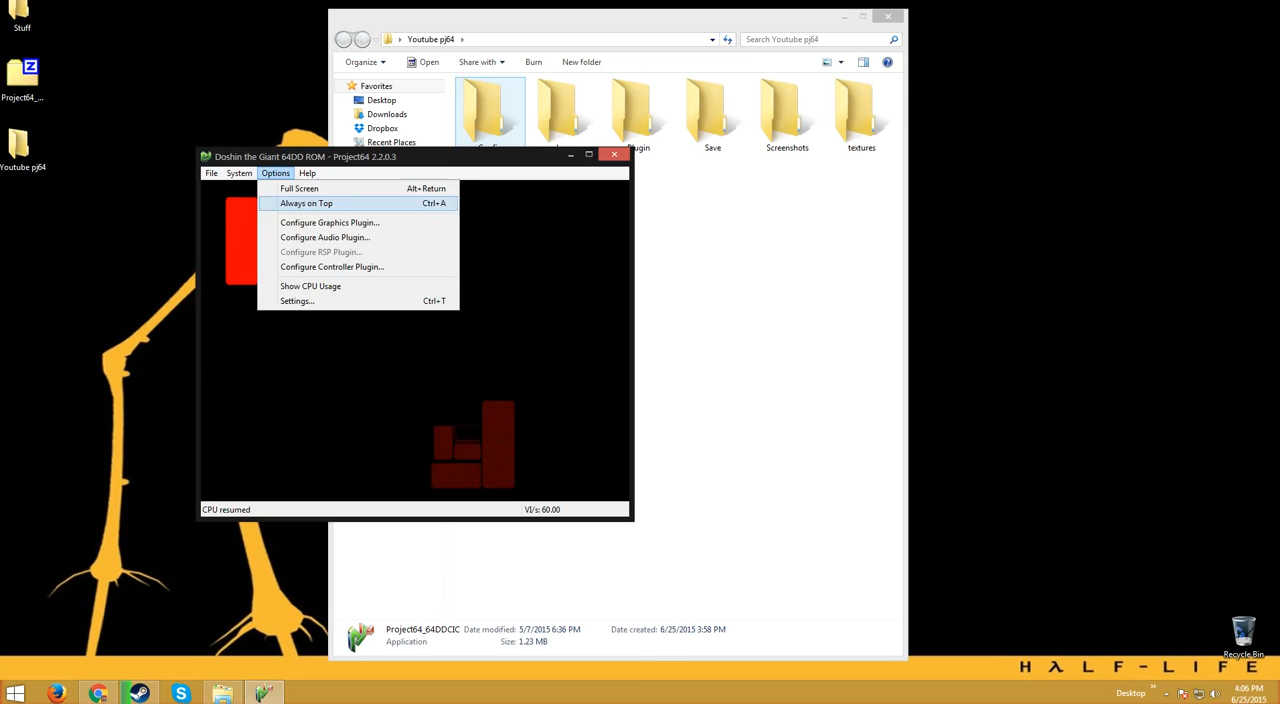 Stuff
Project64_...
Youtube pj64
Youtube pj64
Search Youtube pj64
Organize
Open
Share with
Burn
New folder
Favorites
Desktop
Downloads
Dropbox
Recent Places
Save
Screenshots
textures
Doshin the Giant 64DD ROM - Project64 2.2.0.3
File System Options Help
Full Screen Alt+Return
Always on Top Ctrl+A
Configure Graphics Plugin...
Configure Audio Plugin...
Configure RSP Plugin...
Configure Controller Plugin...
Show CPU Usage
Settings... Ctrl+T
CPU resumed VI/s: 60.00
Project64_64DDCIC Date modified: 5/7/2015 6:36 PM Date created: 6/25/2015 3:58 PM
Application Size: 1.23 MB
Recycle Bin
HλLF-LIFE
Desktop
4:06 PM
6/25/2015